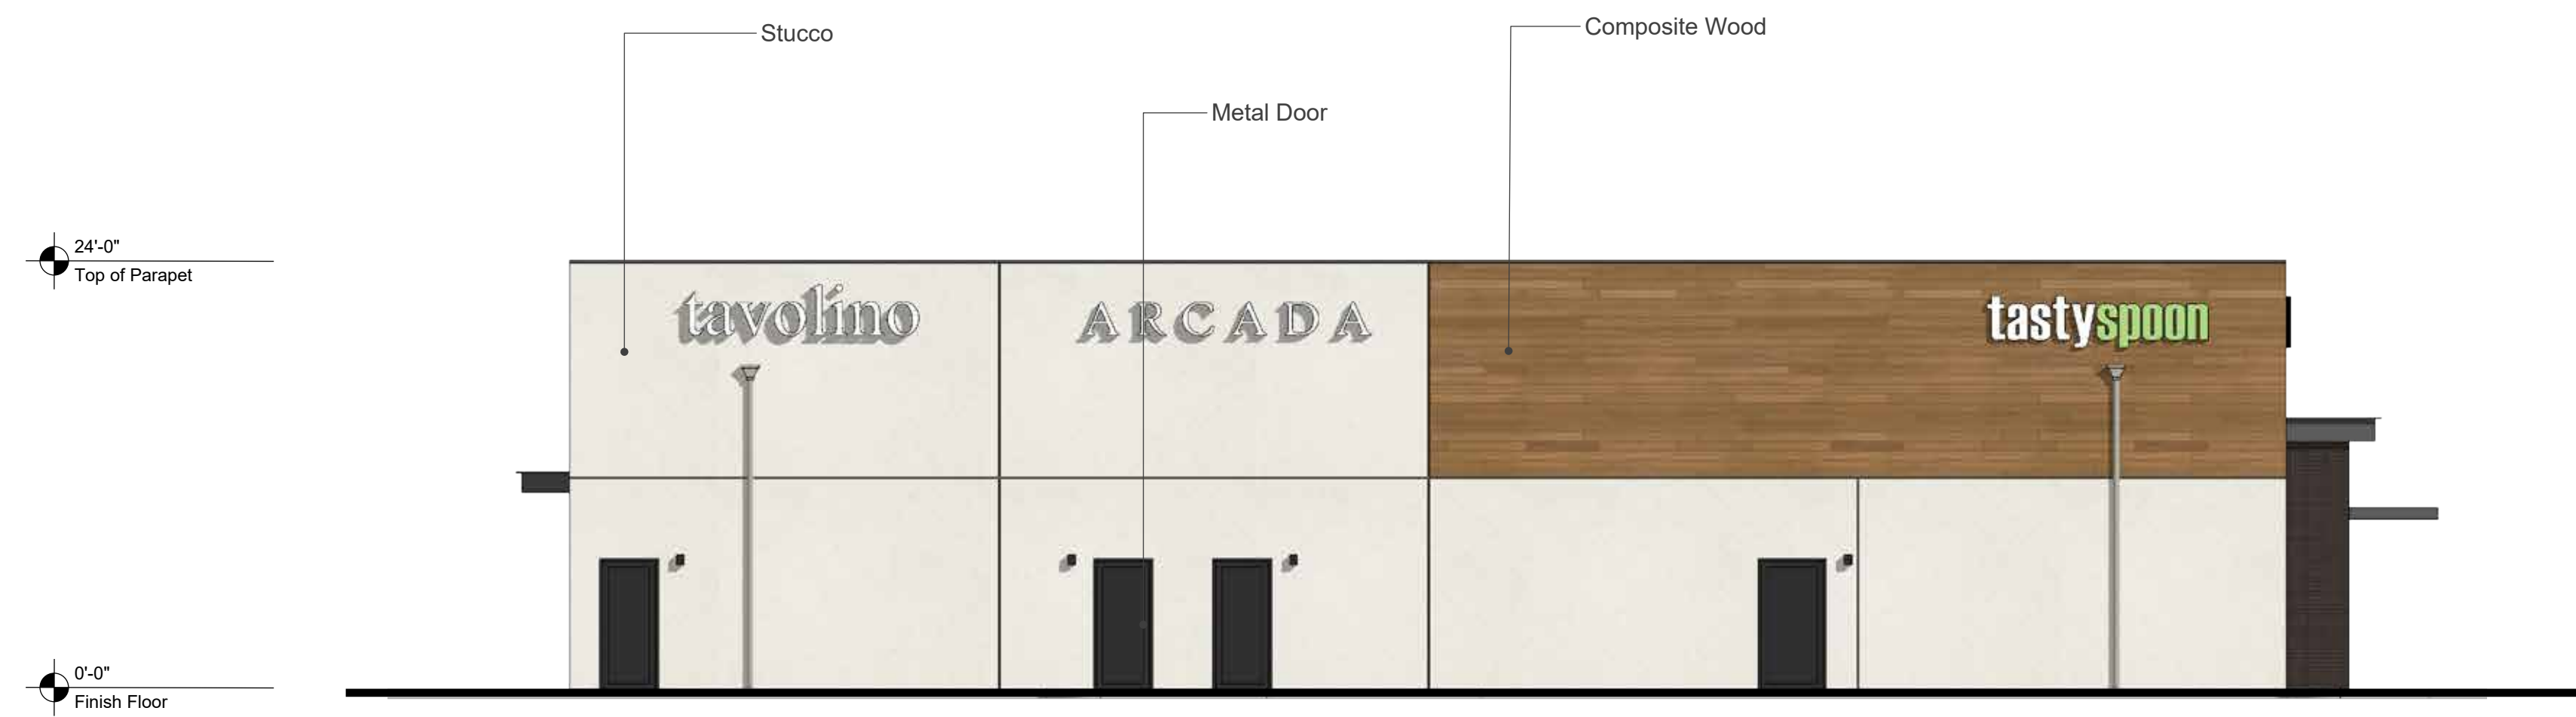 Stucco
Composite Wood
Metal Door
24'-0"
Top of Parapet
tavolino
ARCADA
tastyspoon
0'-0"
Finish Floor